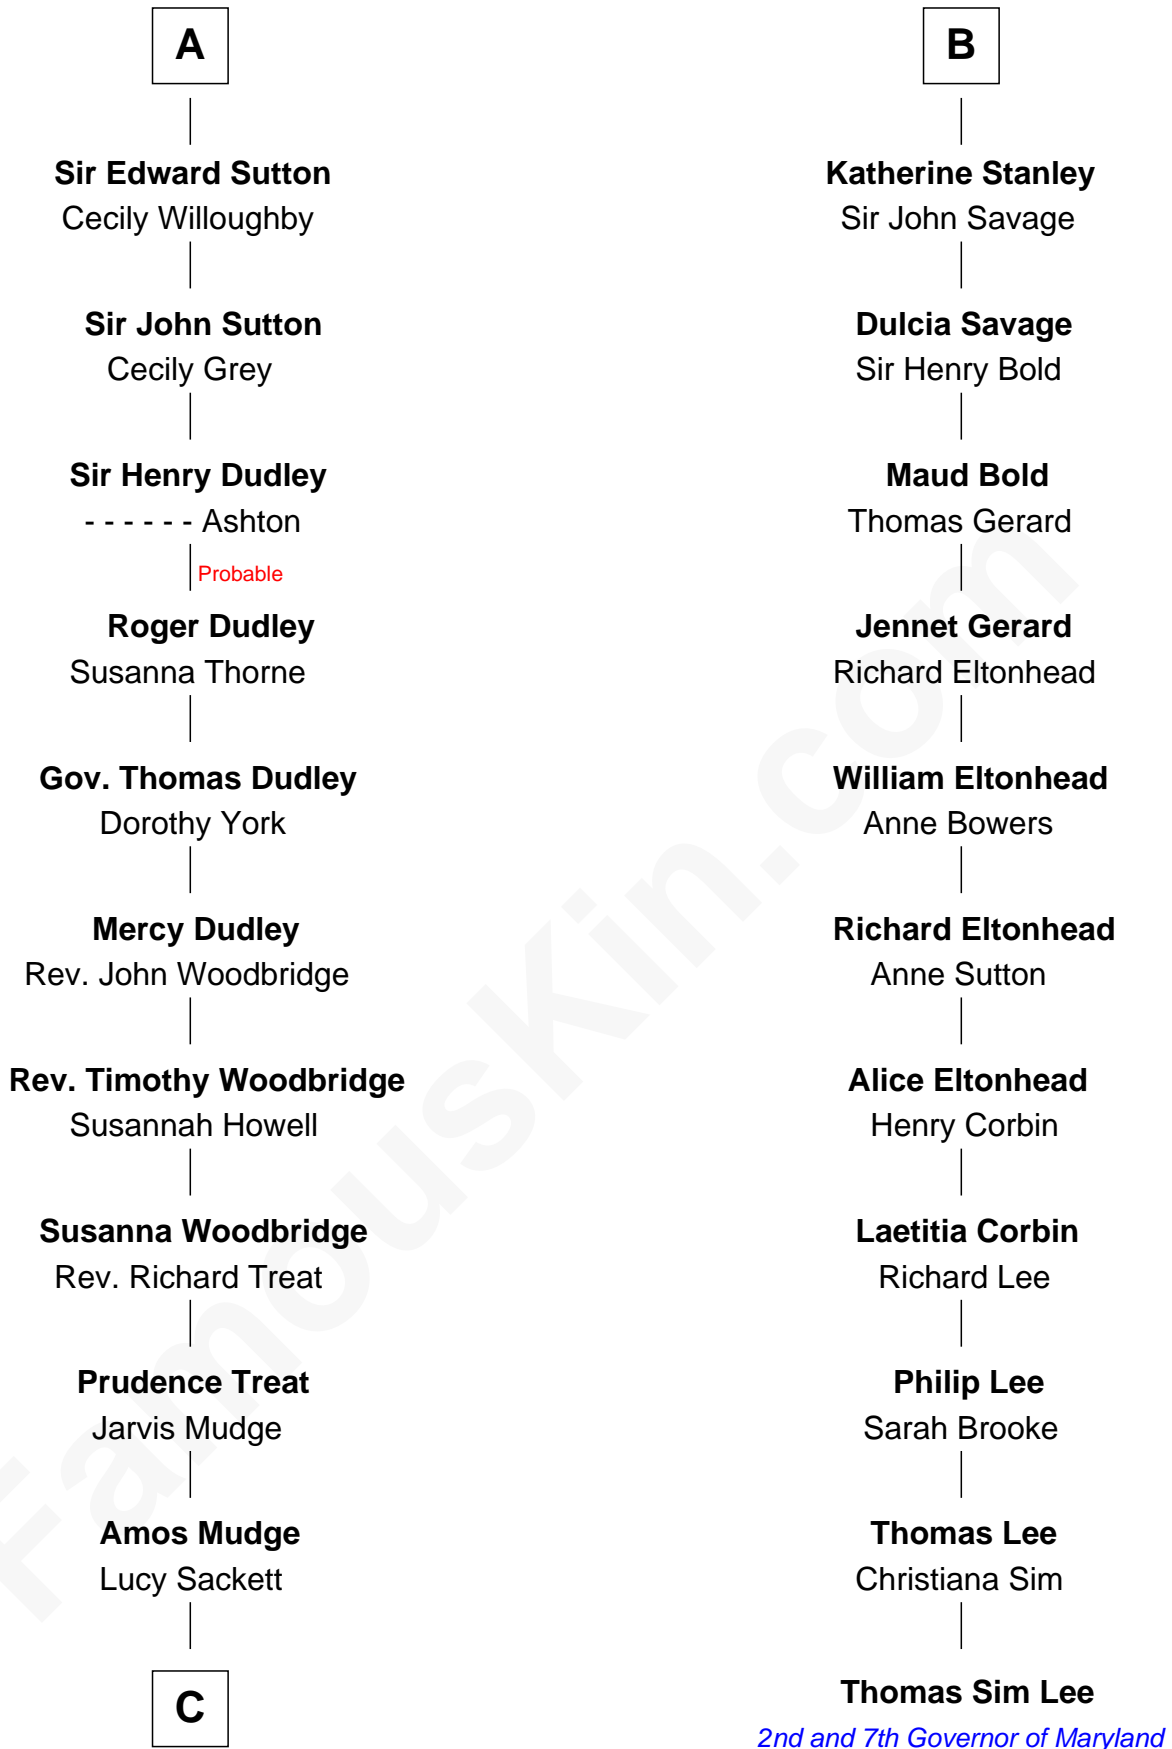 A
Sir Edward Sutton
Cecily Willoughby
Sir John Sutton
Cecily Grey
Sir Henry Dudley
- - - - - - Ashton
Probable
Roger Dudley
Susanna Thorne
Gov. Thomas Dudley
Dorothy York
Mercy Dudley
Rev. John Woodbridge
Rev. Timothy Woodbridge
Susannah Howell
Susanna Woodbridge
Rev. Richard Treat
Prudence Treat
Jarvis Mudge
Amos Mudge
Lucy Sackett
C
B
Katherine Stanley
Sir John Savage
Dulcia Savage
Sir Henry Bold
Maud Bold
Thomas Gerard
Jennet Gerard
Richard Eltonhead
William Eltonhead
Anne Bowers
Richard Eltonhead
Anne Sutton
Alice Eltonhead
Henry Corbin
Laetitia Corbin
Richard Lee
Philip Lee
Sarah Brooke
Thomas Lee
Christiana Sim
Thomas Sim Lee
2nd and 7th Governor of Maryland
FamousKin.com